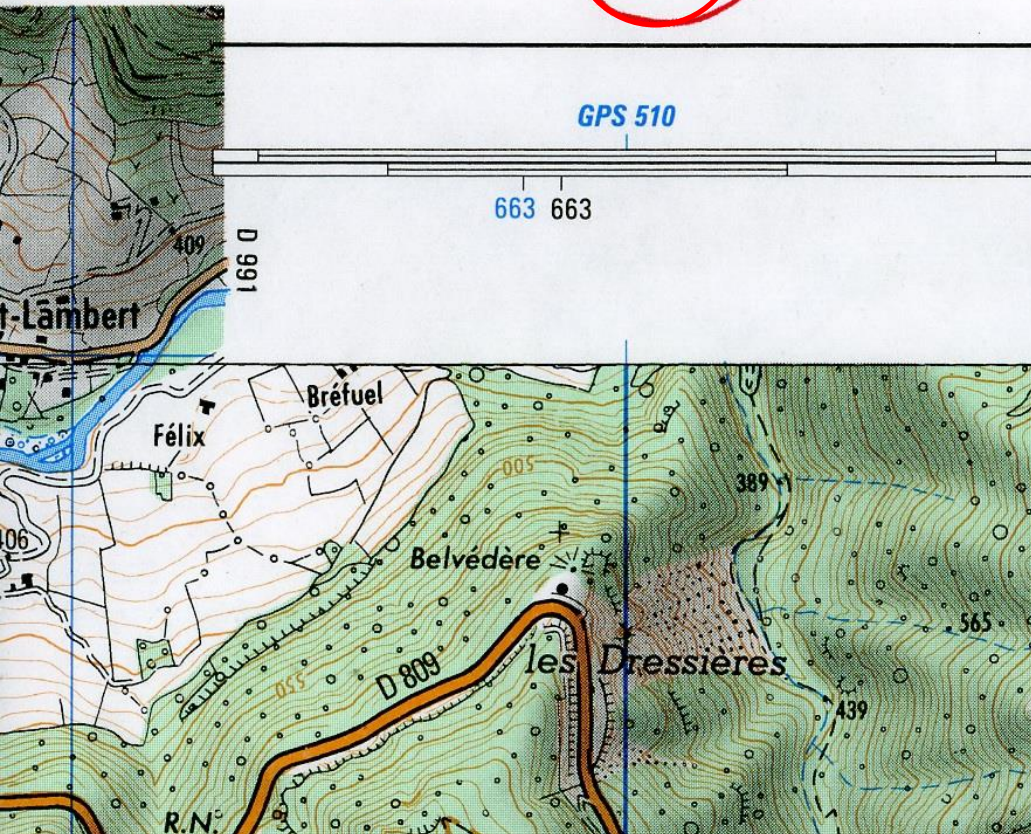 GPS 510
663 663
409
D 991
t-Lambert
Bréfuel
Félix
500
389
406
Belvédère
565
les Dressières
D 809
550
439
R.N.